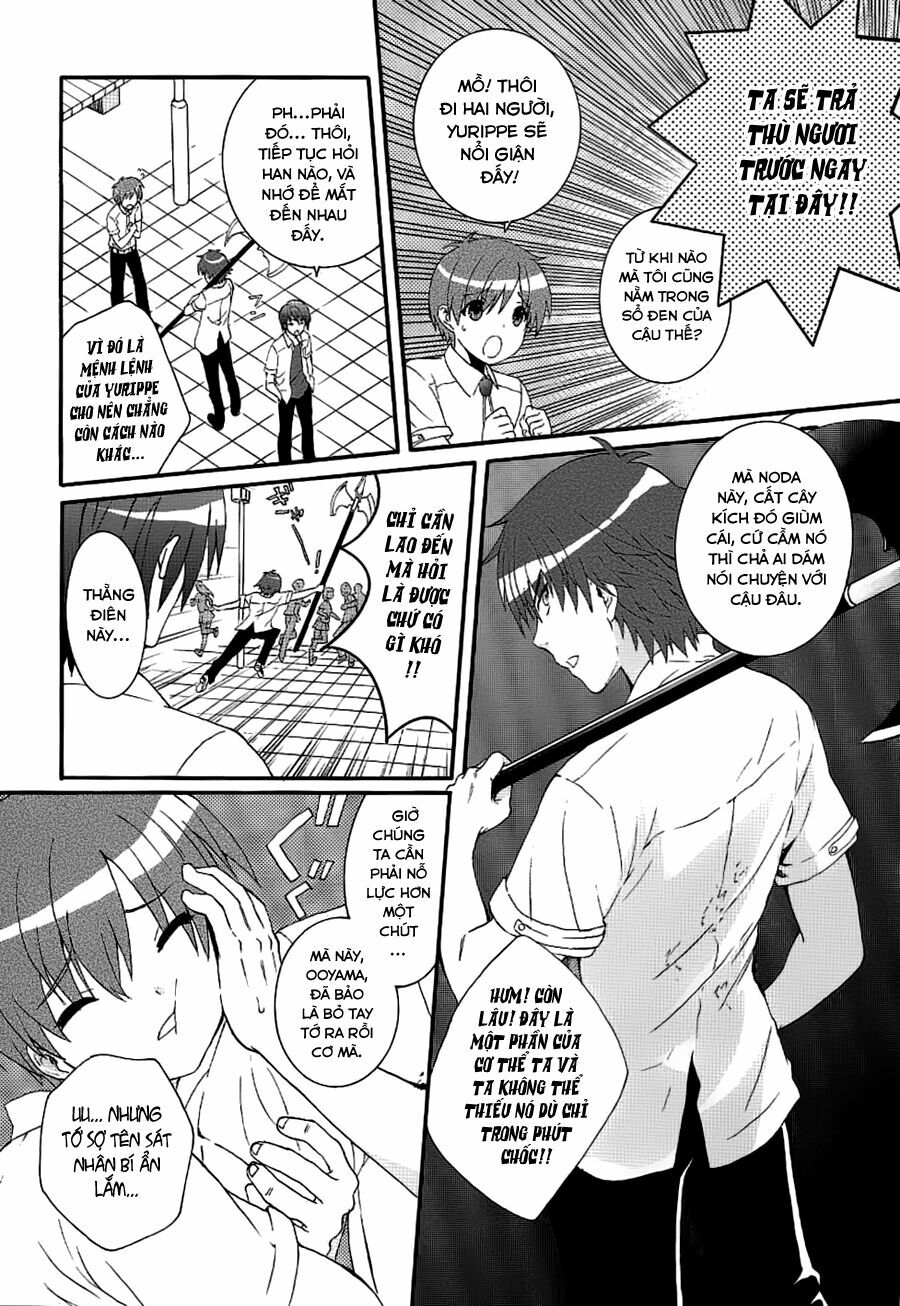 TA SẼ TRẢ
THÙ NGƯƠI
TRƯỚC NGAY
TẠI ĐÂY!!
MỒ! THÔI
ĐI HAI NGƯỜI,
YURIPPE SẼ
NỔI GIẬN
ĐẤY!
TỪ KHI NÀO
MÀ TÔI CŨNG
NẰM TRONG
SỔ ĐEN CỦA
CẬU THẾ?
PH...PHẢI
ĐÓ... THÔI,
TIẾP TỤC HỎI
HAN NÀO, VÀ
NHỚ ĐỂ MẮT
ĐẾN NHAU
ĐẤY.
VÌ ĐÓ LÀ
MỆNH LỆNH
CỦA YURIPPE
CHO NÊN CHẲNG
CÒN CÁCH NÀO
KHÁC...
MÀ NODA
NÀY, CẤT CÂY
KÍCH ĐÓ GIÙM
CÁI, CỨ CẦM NÓ
THÌ CHẢ AI DÁM
NÓI CHUYỆN VỚI
CẬU ĐÂU.
HƯM! CÒN
LÂU! ĐÂY LÀ
MỘT PHẦN CỦA
CƠ THỂ TA VÀ
TA KHÔNG THỂ
THIẾU NÓ DÙ CHỈ
TRONG PHÚT
CHỐC!!
CHỈ CẦN
LAO ĐẾN
MÀ HỎI
LÀ ĐƯỢC
CHỨ CÓ
GÌ KHÓ
!!
THẰNG
ĐIÊN
NÀY...
GIỜ
CHÚNG
TA CẦN
PHẢI NỖ
LỰC HƠN
MỘT
CHÚT
...
MÀ NÀY,
OOYAMA,
ĐÃ BẢO
LÀ BỎ TAY
TỚ RA RỒI
CƠ MÀ.
UU... NHƯNG
TỚ SỢ TÊN SÁT
NHÂN BÍ ẨN
LẮM...